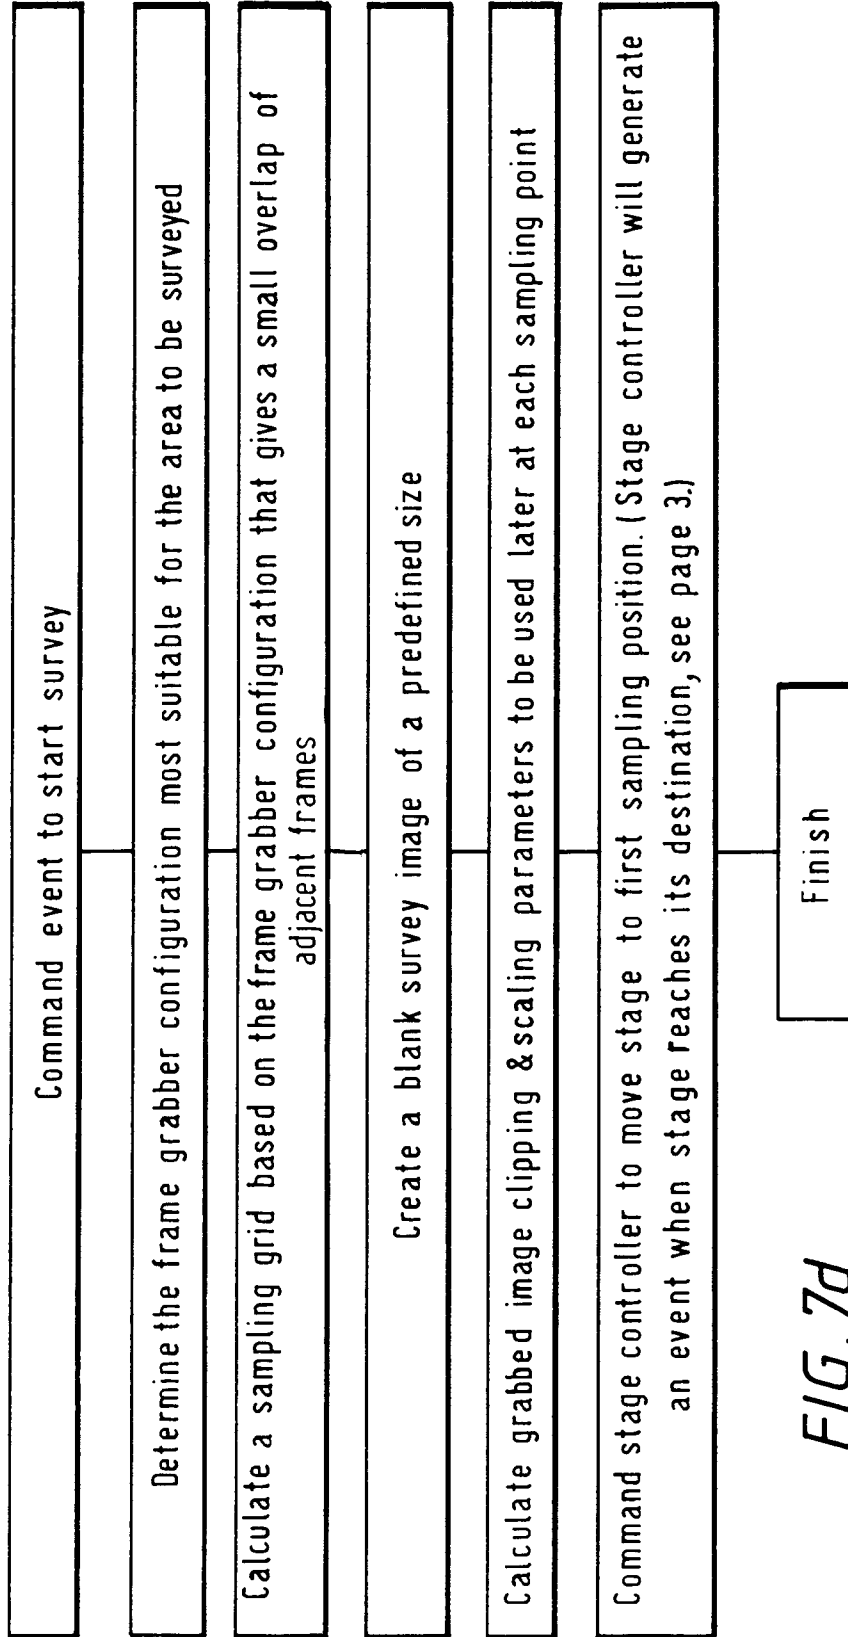 Command event to start survey
Determine the frame grabber configuration most suitable for the area to be surveyed
Calculate a sampling grid based on the frame grabber configuration that gives a small overlap of
adjacent frames
Create a blank survey image of a predefined size
Calculate grabbed image clipping & scaling parameters to be used later at each sampling point
Command stage controller to move stage to first sampling position. (Stage controller will generate
an event when stage reaches its destination, see page 3.)
Finish
FIG. 7d